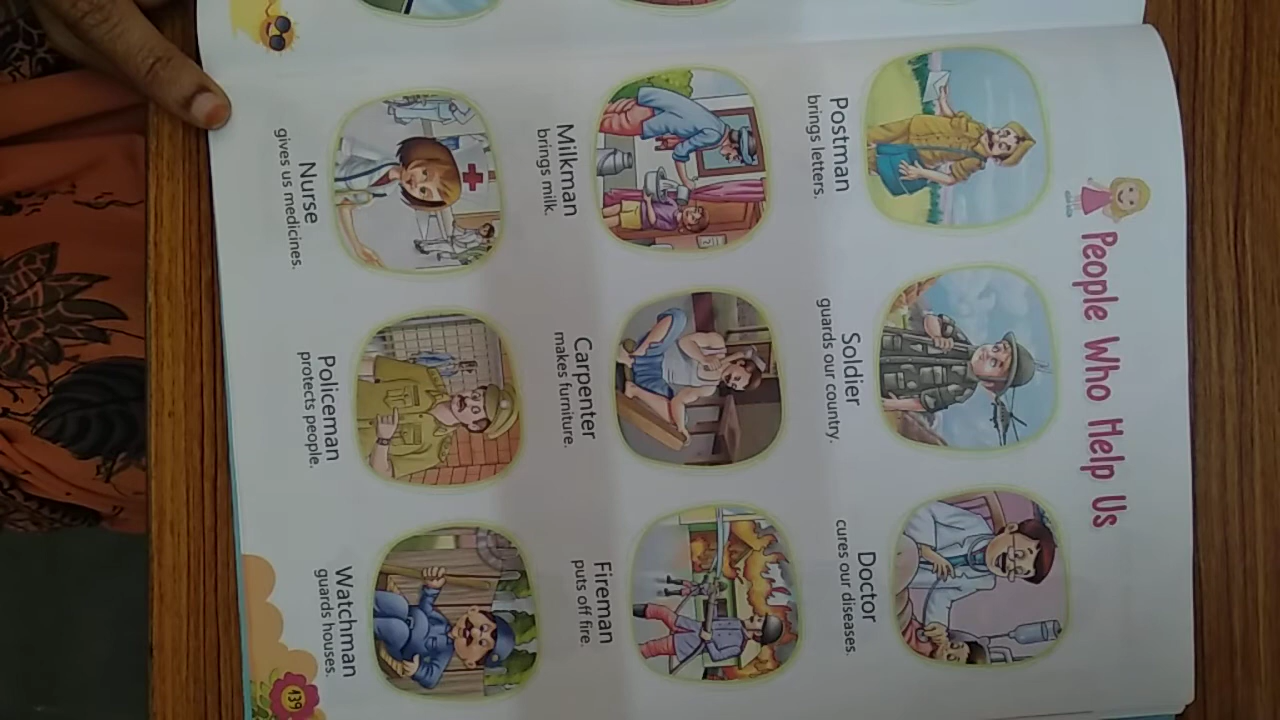 People Who Help Us
Postman
brings letters.
Soldier
guards our country.
Doctor
cures our diseases.
Milkman
brings milk.
Carpenter
makes furniture.
Fireman
puts off fire.
Nurse
gives us medicines.
Policeman
protects people.
Watchman
guards houses.
139